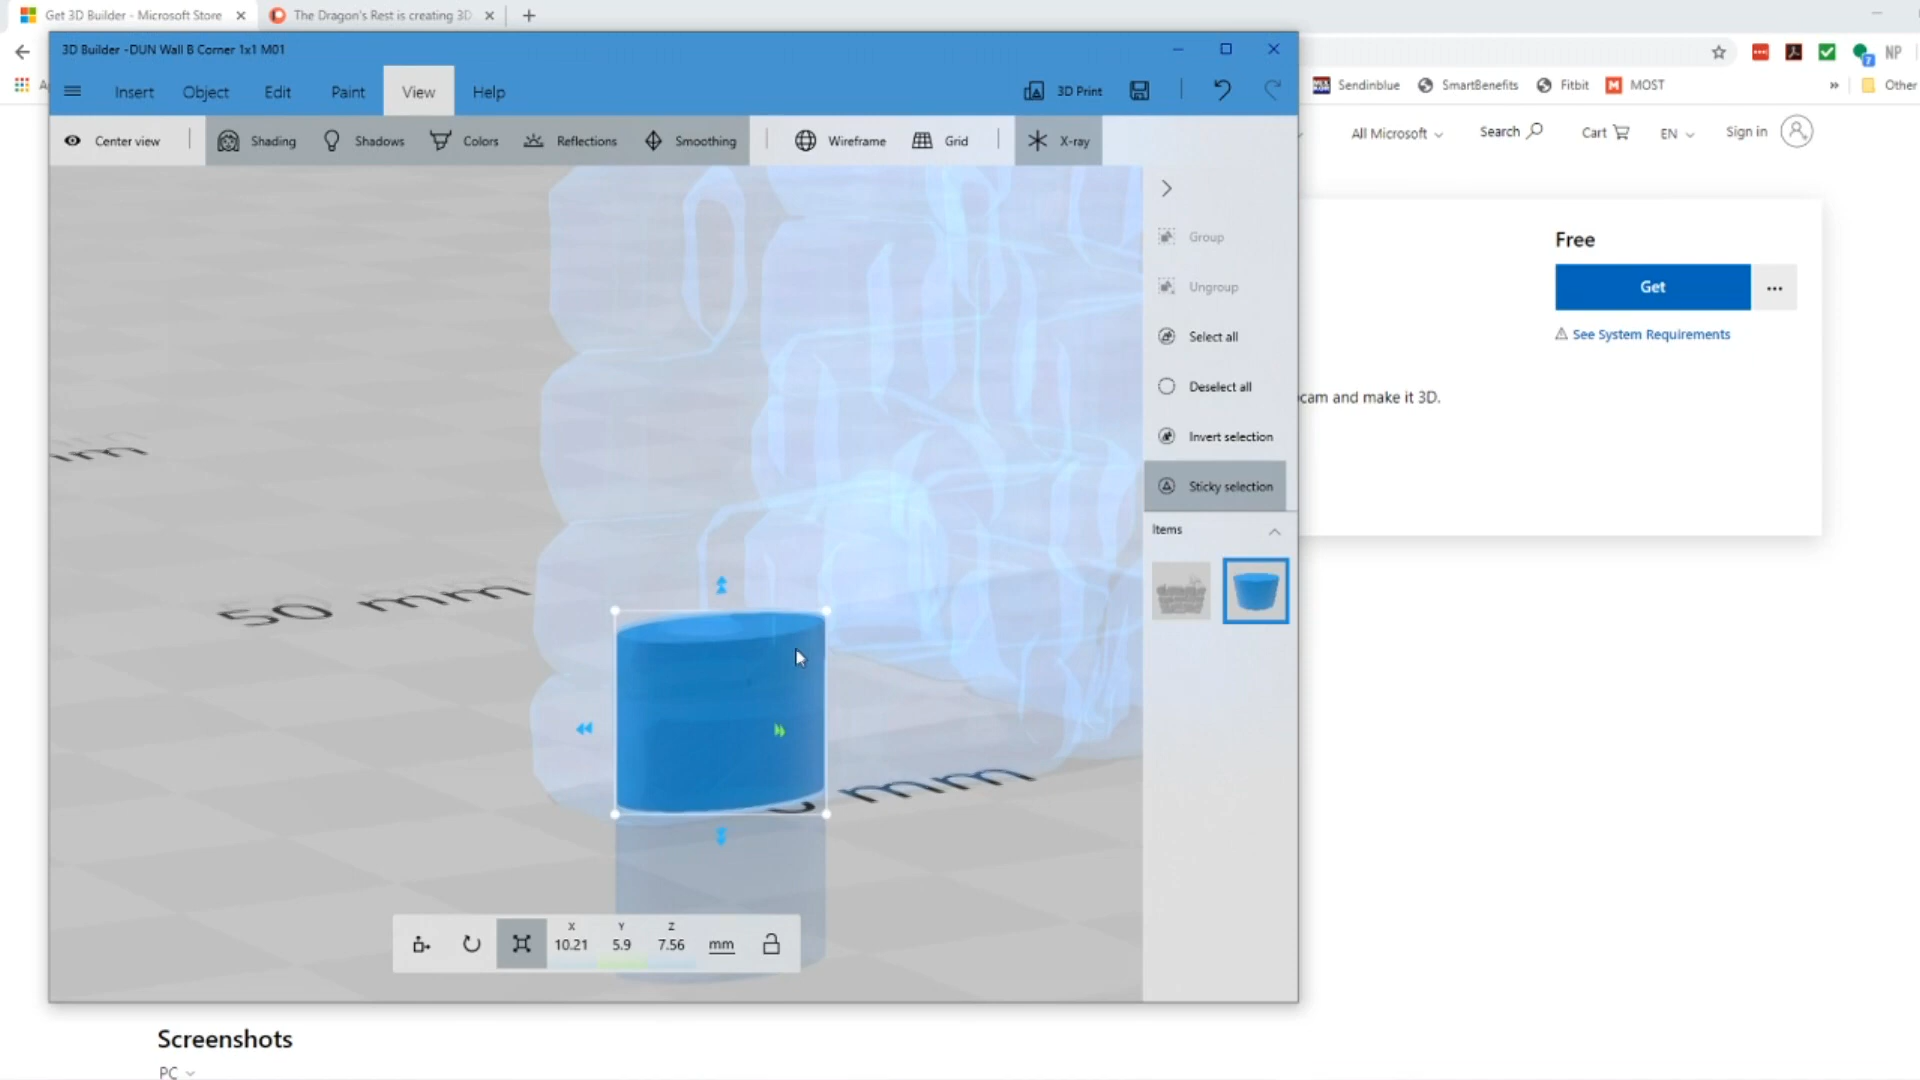 Get 3D Builder - Microsoft Store
The Dragon's Rest is creating 3D
3D Builder -DUN Wall B Corner 1x1 M01
NP
Insert
Object
Edit
Paint
View
Help
3D Print
Sendinblue
SmartBenefits
Fitbit
MOST
Other
Center view
Shading
Shadows
Colors
Reflections
Smoothing
Wireframe
Grid
X-ray
All Microsoft
Search
Cart
EN
Sign in
Group
Ungroup
Select all
Deselect all
Invert selection
Sticky selection
Items
Free
Get
See System Requirements
cam and make it 3D.
mm
50 mm
mm
X
Y
Z
10.21
5.9
7.56
mm
Screenshots
PC